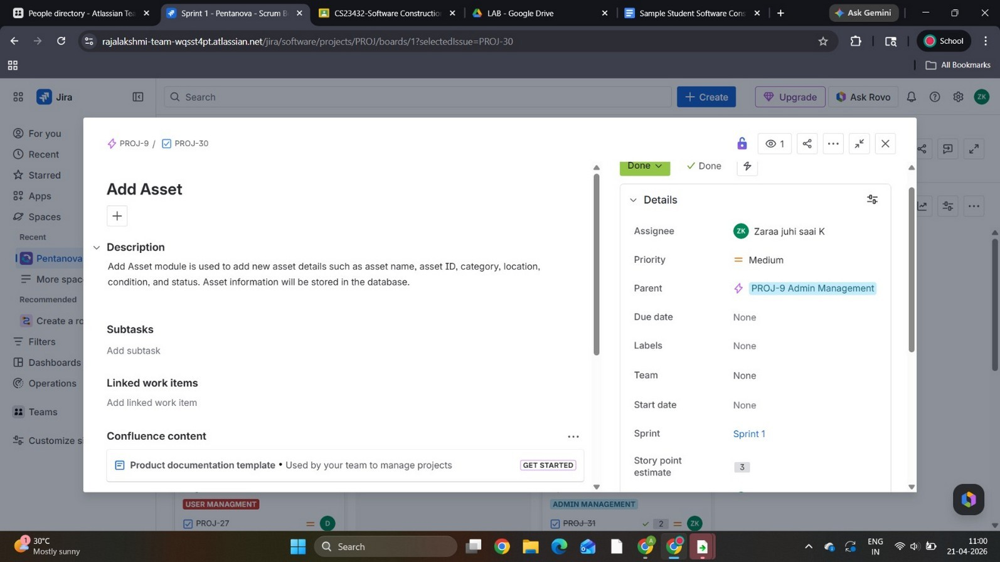 People directory - Atlassian Tea
Sprint 1 - Pentanova - Scrum B
CS23432-Software Constructio
LAB - Google Drive
Sample Student Software Cons
Ask Gemini
rajalakshmi-team-wqsst4pt.atlassian.net/jira/software/projects/PROJ/boards/1?selectedIssue=PROJ-30
School
All Bookmarks
Jira
Search
Create
Upgrade
Ask Rovo
ZK
For you
Recent
Starred
Apps
Spaces
Recent
Pentanova
More spac
Recommended
Create a ro
Filters
Dashboards
Operations
Teams
Customize si
PROJ-9 / PROJ-30
1
Add Asset
Description
Add Asset module is used to add new asset details such as asset name, asset ID, category, location,
condition, and status. Asset information will be stored in the database.
Subtasks
Add subtask
Linked work items
Add linked work item
Confluence content
Product documentation template • Used by your team to manage projects
GET STARTED
Done
Done
Details
Assignee
ZK Zaraa juhi saai K
Priority
Medium
Parent
PROJ-9 Admin Management
Due date
None
Labels
None
Team
None
Start date
None
Sprint
Sprint 1
Story point
estimate
3
USER MANAGMENT
PROJ-27
D
ADMIN MANAGEMENT
PROJ-31
2
ZK
1
30°C
Mostly sunny
Search
A
ENG
IN
11:00
21-04-2026